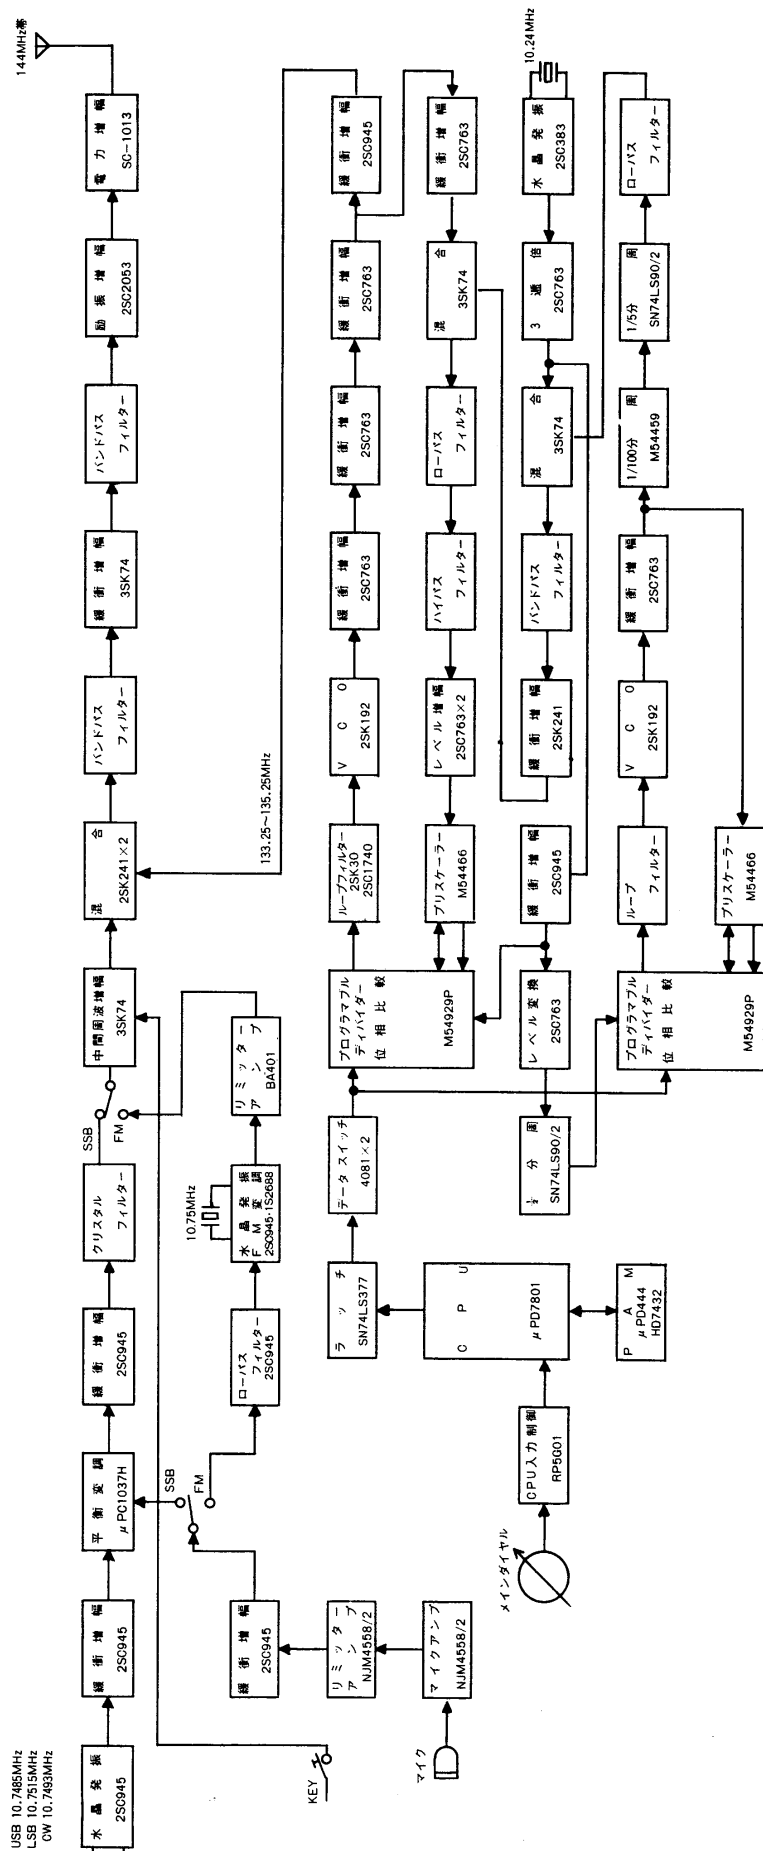 USB 10.7485MHz
LSB 10.7515MHz
CW 10.7493MHz
水晶発振
2SC945
緩衝増幅
2SC945
平衡変調
μPC1037H
緩衝増幅
2SC945
クリスタル
フィルター
SSB
FM
中間周波増幅
3SK74
混合
2SK241×2
バンドパス
フィルター
緩衝増幅
3SK74
バンドパス
フィルター
励振増幅
2SC2053
電力増幅
SC-1013
144MHz帯
KEY
マイク
マイクアンプ
NJM4558/2
リミッター
アンプ
NJM4558/2
緩衝増幅
2SC945
SSB
FM
ローパス
フィルター
2SC945
10.75MHz
水晶発振
FM変調
2SC945・1S2688
リミッター
アンプ
BA401
133.25〜135.25MHz
メインダイヤル
CPU入力制御
RP5G01
CPU
μPD7801
PAM
μPD444
HD7432
ラッチ
SN74LS377
データスイッチ
4081×2
プログラマブル
ディバイダー
位相比較
M54929P
ループフィルター
2SK30
2SC1740
VCO
2SK192
緩衝増幅
2SC763
緩衝増幅
2SC763
緩衝増幅
2SC763
緩衝増幅
2SC945
プリスケーラー
M54466
レベル増幅
2SC763×2
ハイパス
フィルター
ローパス
フィルター
混合
3SK74
緩衝増幅
2SC763
½分周
SN74LS90/2
レベル変換
2SC763
緩衝増幅
2SC945
緩衝増幅
2SK241
バンドパス
フィルター
混合
3SK74
3逓倍
2SC763
水晶発振
2SC383
10.24MHz
プログラマブル
ディバイダー
位相比較
M54929P
ループ
フィルター
VCO
2SK192
緩衝増幅
2SC763
1/100分周
M54459
1/5分周
SN74LS90/2
ローパス
フィルター
プリスケーラー
M54466